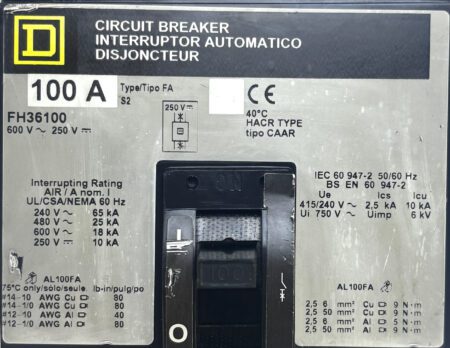 D
CIRCUIT BREAKER
INTERRUPTOR AUTOMATICO
DISJONCTEUR
100 A
Type/Tipo FA
S2
CE
FH36100
600 V ~ 250 V ⎓
250 V ⎓
40°C
HACR TYPE
tipo CAAR
Interrupting Rating
AIR / A nom. I
UL/CSA/NEMA 60 Hz
240 V ~ 65 kA
480 V ~ 25 kA
600 V ~ 18 kA
250 V ⎓ 10 kA
IEC 60 947-2 50/60 Hz
BS EN 60 947-2
Ue Ics Icu
415/240 V ~ 2,5 kA 10 kA
Ui 750 V ~ Uimp 6 kV
ON
100
O
AL100FA
75°C only/solo/seule lb-in/pulg/po
#14-10 AWG Cu 80
#14-1/0 AWG Cu 80
#12-10 AWG Al 40
#12-1/0 AWG Al 80
AL100FA
2,5 6 mm² Cu 9 N·m
2,5 50 mm² Cu 9 N·m
2,5 6 mm² Al 5 N·m
2,5 50 mm² Al 9 N·m